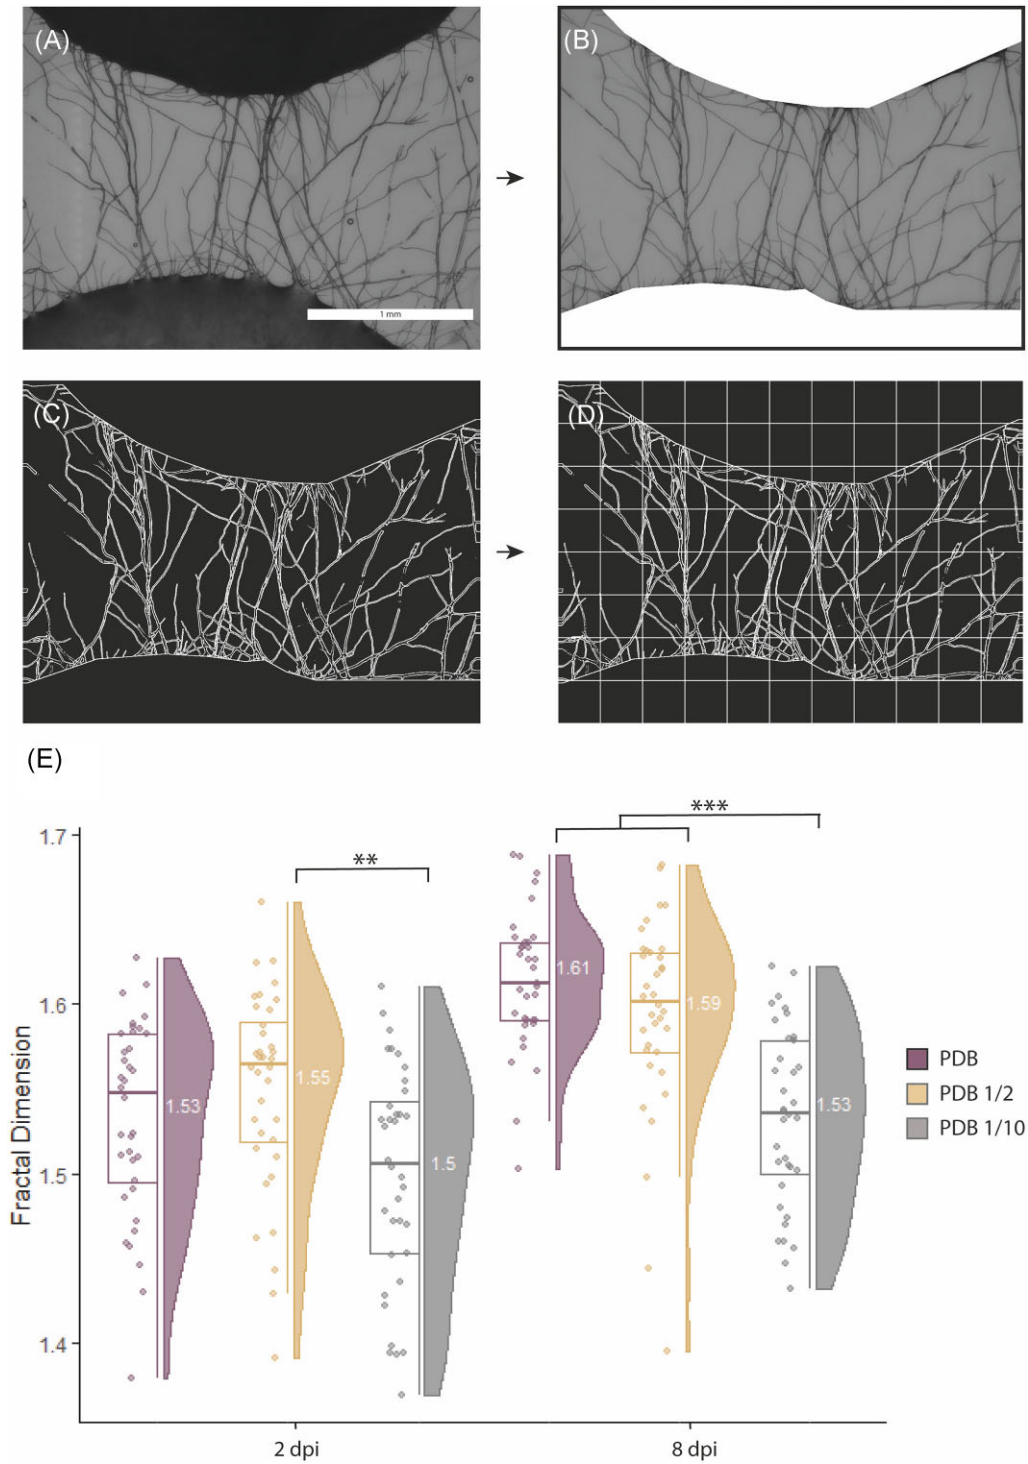 (A)
(B)
1 mm
(C)
(D)
(E)
***
**
1.7
1.6
1.5
1.4
Fractal Dimension
1.53
1.55
1.5
1.61
1.59
1.53
PDB
PDB 1/2
PDB 1/10
2 dpi
8 dpi